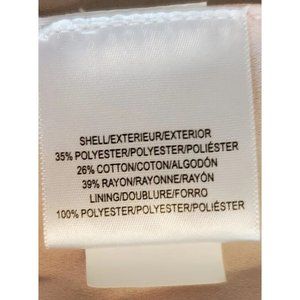 SHELL/EXTERIEUR/EXTERIOR
35% POLYESTER/POLYESTER/POLIÉSTER
26% COTTON/COTON/ALGODÓN
39% RAYON/RAYONNE/RAYÓN
LINING/DOUBLURE/FORRO
100% POLYESTER/POLYESTER/POLIÉSTER